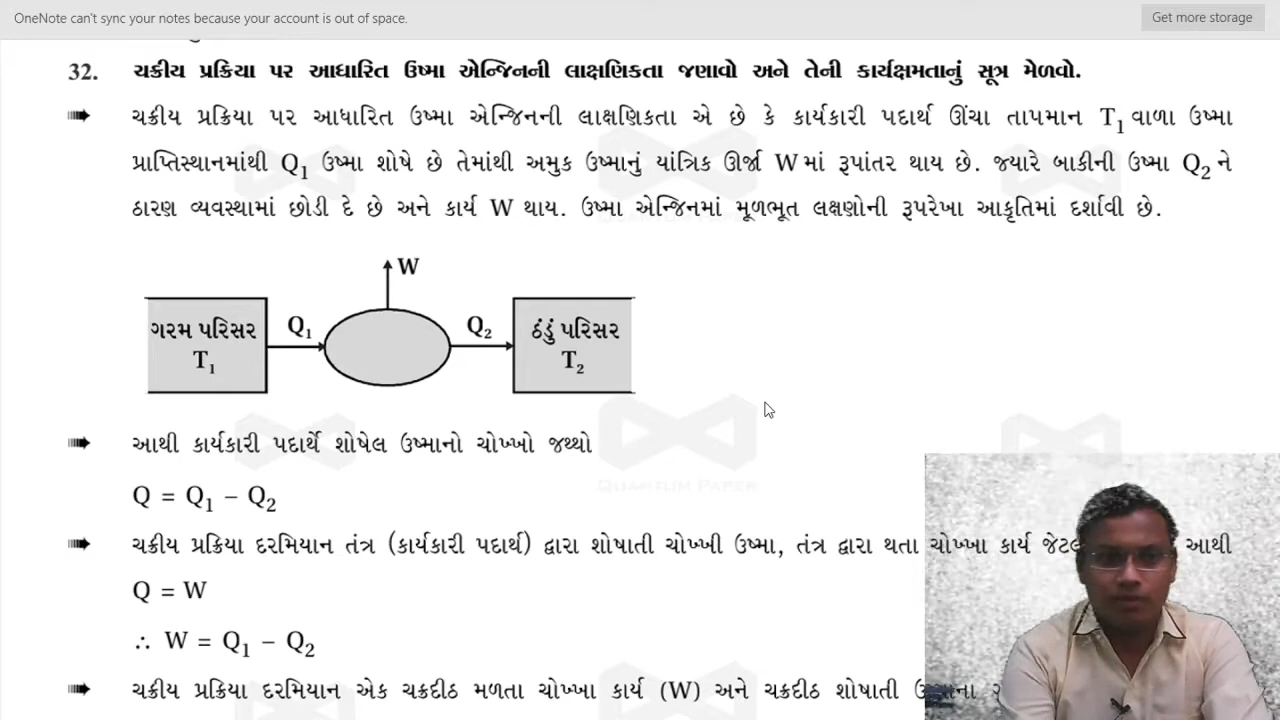 OneNote can't sync your notes because your account is out of space.
Get more storage
32. ચક્રીય પ્રક્રિયા પર આધારિત ઉષ્મા એન્જિનની લાક્ષણિકતા જણાવો અને તેની કાર્યક્ષમતાનું સૂત્ર મેળવો.
ચક્રીય પ્રક્રિયા પર આધારિત ઉષ્મા એન્જિનની લાક્ષણિકતા એ છે કે કાર્યકારી પદાર્થ ઊંચા તાપમાન T₁ વાળા ઉષ્મા
પ્રાપ્તિસ્થાનમાંથી Q₁ ઉષ્મા શોષે છે તેમાંથી અમુક ઉષ્માનું યાંત્રિક ઊર્જા W માં રૂપાંતર થાય છે. જ્યારે બાકીની ઉષ્મા Q₂ ને
ઠારણ વ્યવસ્થામાં છોડી દે છે અને કાર્ય W થાય. ઉષ્મા એન્જિનમાં મૂળભૂત લક્ષણોની રૂપરેખા આકૃતિમાં દર્શાવી છે.
W
ગરમ પરિસર
T₁
Q₁
Q₂
ઠંડું પરિસર
T₂
આથી કાર્યકારી પદાર્થે શોષેલ ઉષ્માનો ચોખ્ખો જથ્થો
Q = Q₁ − Q₂
QUANTUM PAPER
ચક્રીય પ્રક્રિયા દરમિયાન તંત્ર (કાર્યકારી પદાર્થ) દ્વારા શોષાતી ચોખ્ખી ઉષ્મા, તંત્ર દ્વારા થતા ચોખ્ખા કાર્ય આથી
Q = W
∴ W = Q₁ − Q₂
ચક્રીય પ્રક્રિયા દરમિયાન એક ચક્રદીઠ મળતા ચોખ્ખા કાર્ય (W) અને ચક્રદીઠ શોષાતી